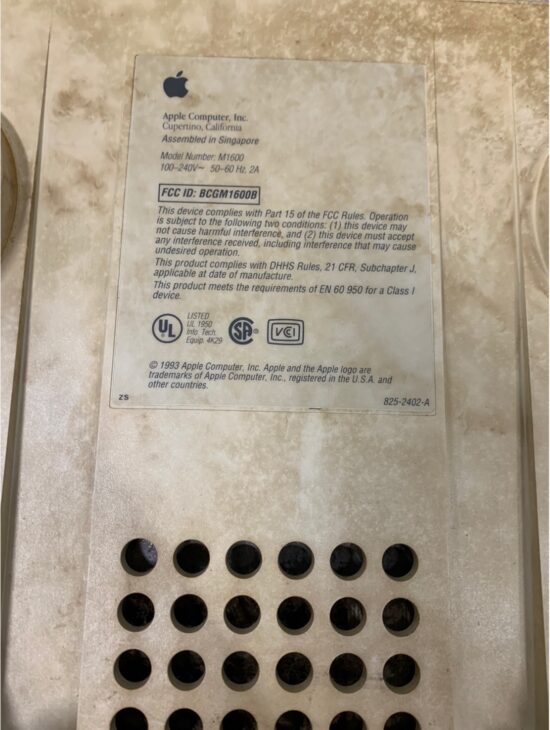 Apple Computer, Inc.
Cupertino, California
Assembled in Singapore
Model Number: M1600
100-240V~ 50-60 Hz, 2A
FCC ID: BCGM1600B
This device complies with Part 15 of the FCC Rules. Operation
is subject to the following two conditions: (1) this device may
not cause harmful interference, and (2) this device must accept
any interference received, including interference that may cause
undesired operation.
This product complies with DHHS Rules, 21 CFR, Subchapter J,
applicable at date of manufacture.
This product meets the requirements of EN 60 950 for a Class I
device.
UL
LISTED
UL 1950
Info. Tech.
Equip. 4K29
SA
VCI
© 1993 Apple Computer, Inc. Apple and the Apple logo are
trademarks of Apple Computer, Inc., registered in the U.S.A. and
other countries.
ZS
825-2402-A